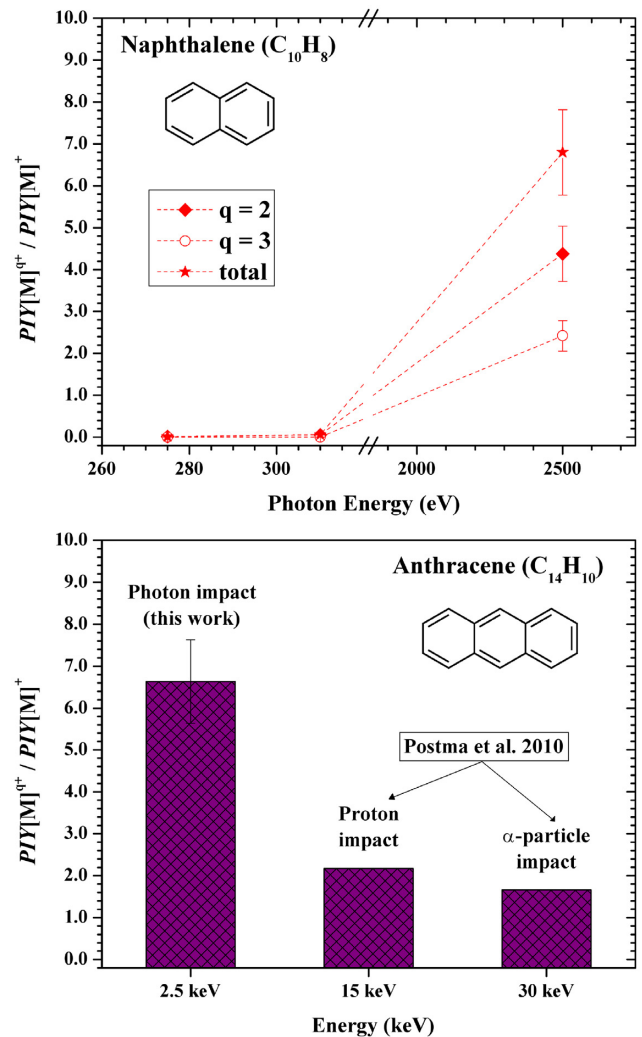 Naphthalene (C10H8)
10.0
9.0
8.0
7.0
6.0
5.0
4.0
3.0
2.0
1.0
0.0
PIY[M]q+ / PIY[M]+
q = 2
q = 3
total
260
280
300
2000
2500
Photon Energy (eV)
Anthracene (C14H10)
10.0
9.0
8.0
7.0
6.0
5.0
4.0
3.0
2.0
1.0
0.0
PIY[M]q+ / PIY[M]+
Photon impact
(this work)
Postma et al. 2010
Proton
impact
α-particle
impact
2.5 keV
15 keV
30 keV
Energy (keV)